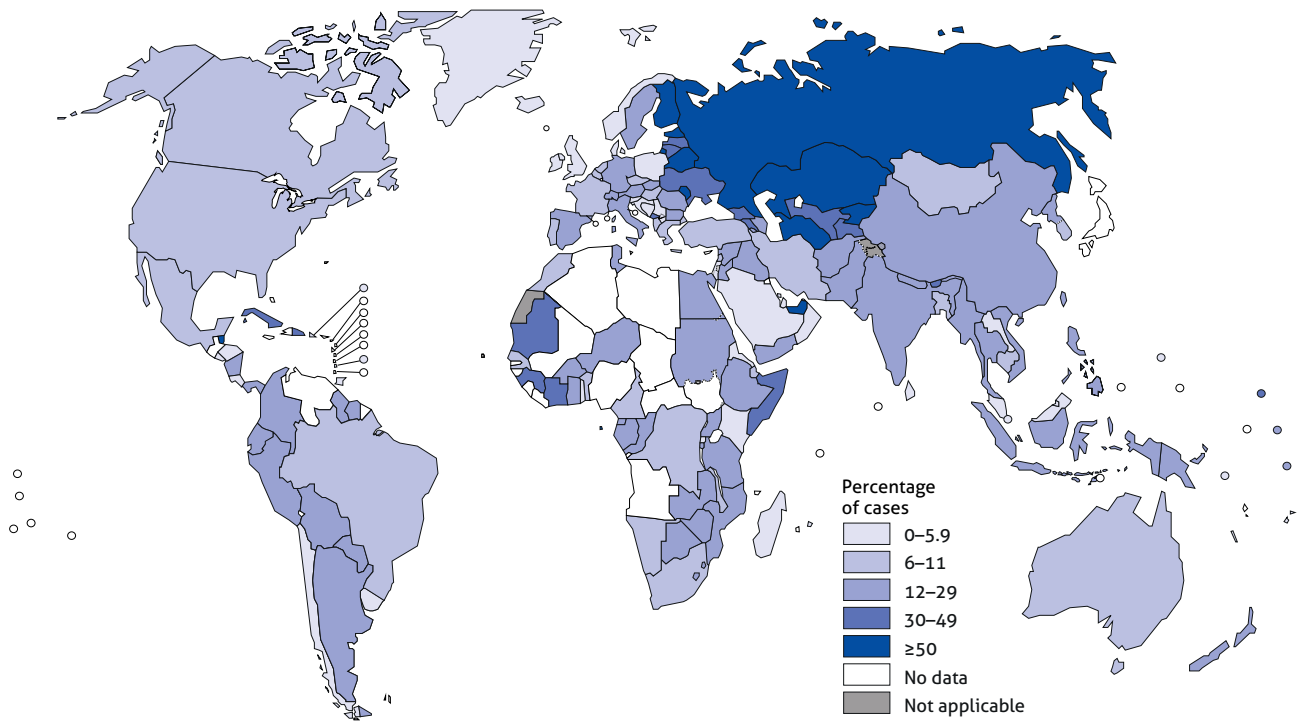 Percentage
of cases
0–5.9
6–11
12–29
30–49
≥50
No data
Not applicable